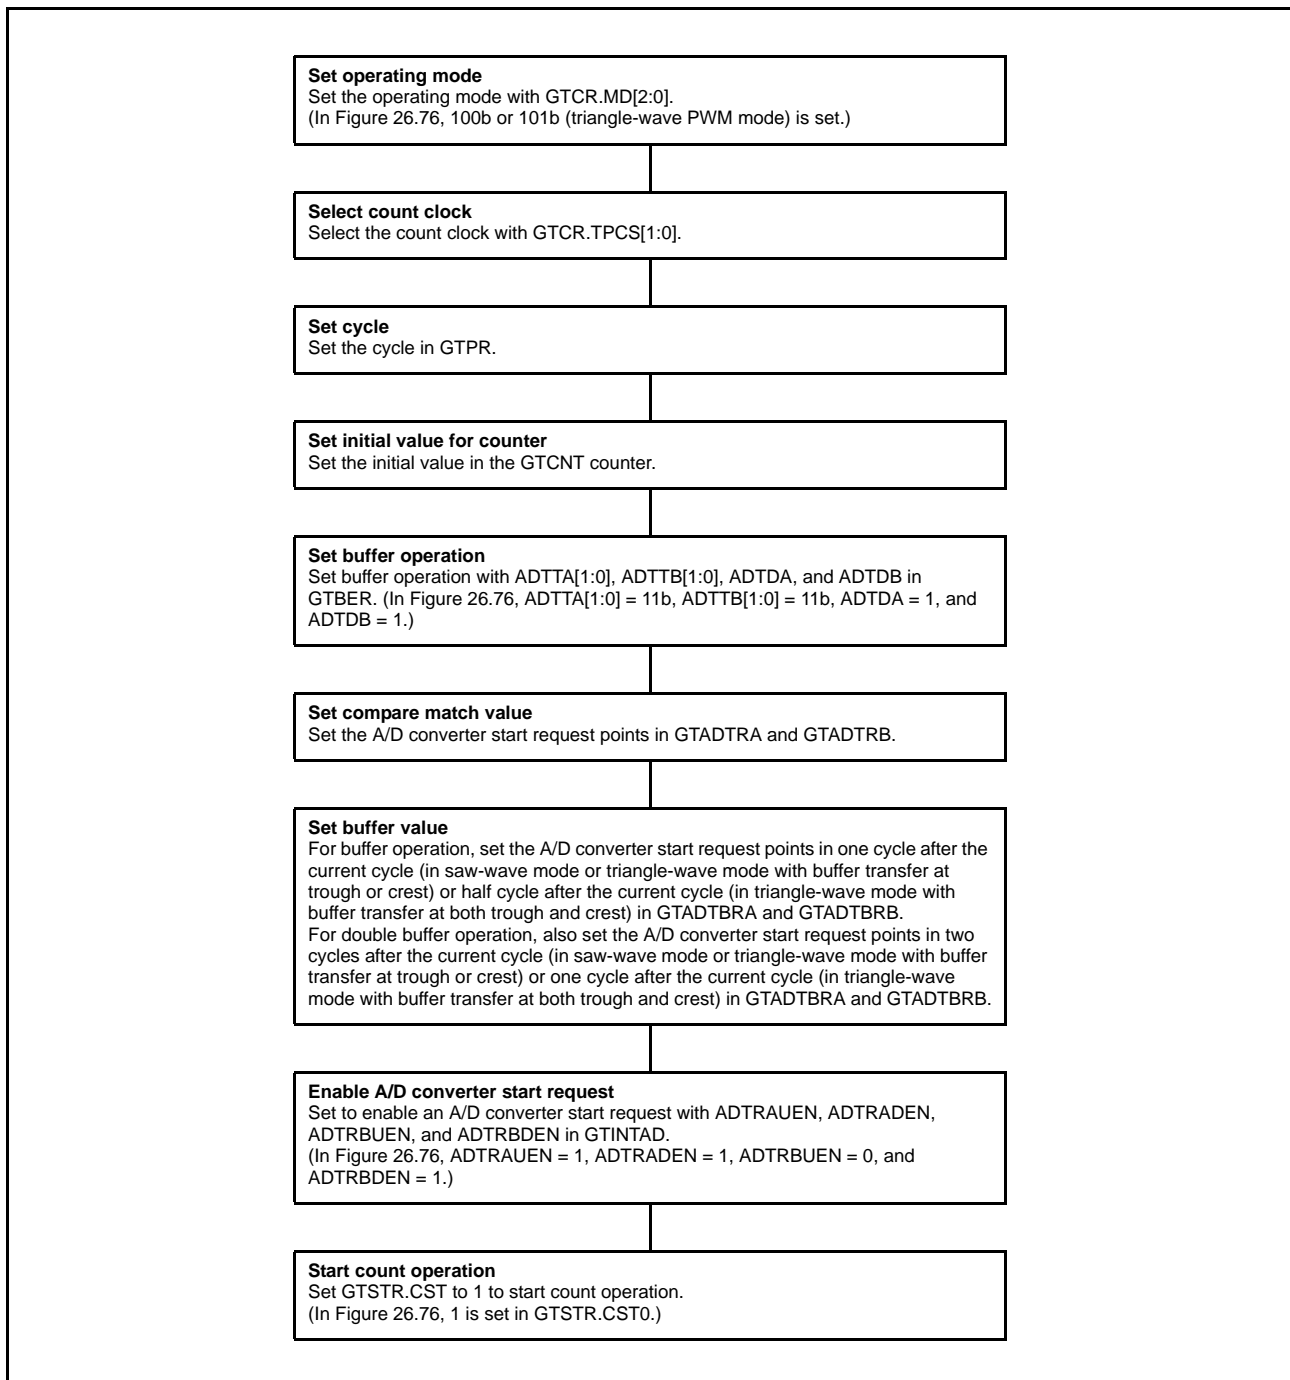 Set operating mode
Set the operating mode with GTCR.MD[2:0].
(In Figure 26.76, 100b or 101b (triangle-wave PWM mode) is set.)
Select count clock
Select the count clock with GTCR.TPCS[1:0].
Set cycle
Set the cycle in GTPR.
Set initial value for counter
Set the initial value in the GTCNT counter.
Set buffer operation
Set buffer operation with ADTTA[1:0], ADTTB[1:0], ADTDA, and ADTDB in
GTBER. (In Figure 26.76, ADTTA[1:0] = 11b, ADTTB[1:0] = 11b, ADTDA = 1, and
ADTDB = 1.)
Set compare match value
Set the A/D converter start request points in GTADTRA and GTADTRB.
Set buffer value
For buffer operation, set the A/D converter start request points in one cycle after the
current cycle (in saw-wave mode or triangle-wave mode with buffer transfer at
trough or crest) or half cycle after the current cycle (in triangle-wave mode with
buffer transfer at both trough and crest) in GTADTBRA and GTADTBRB.
For double buffer operation, also set the A/D converter start request points in two
cycles after the current cycle (in saw-wave mode or triangle-wave mode with buffer
transfer at trough or crest) or one cycle after the current cycle (in triangle-wave
mode with buffer transfer at both trough and crest) in GTADTBRA and GTADTBRB.
Enable A/D converter start request
Set to enable an A/D converter start request with ADTRAUEN, ADTRADEN,
ADTRBUEN, and ADTRBDEN in GTINTAD.
(In Figure 26.76, ADTRAUEN = 1, ADTRADEN = 1, ADTRBUEN = 0, and
ADTRBDEN = 1.)
Start count operation
Set GTSTR.CST to 1 to start count operation.
(In Figure 26.76, 1 is set in GTSTR.CST0.)